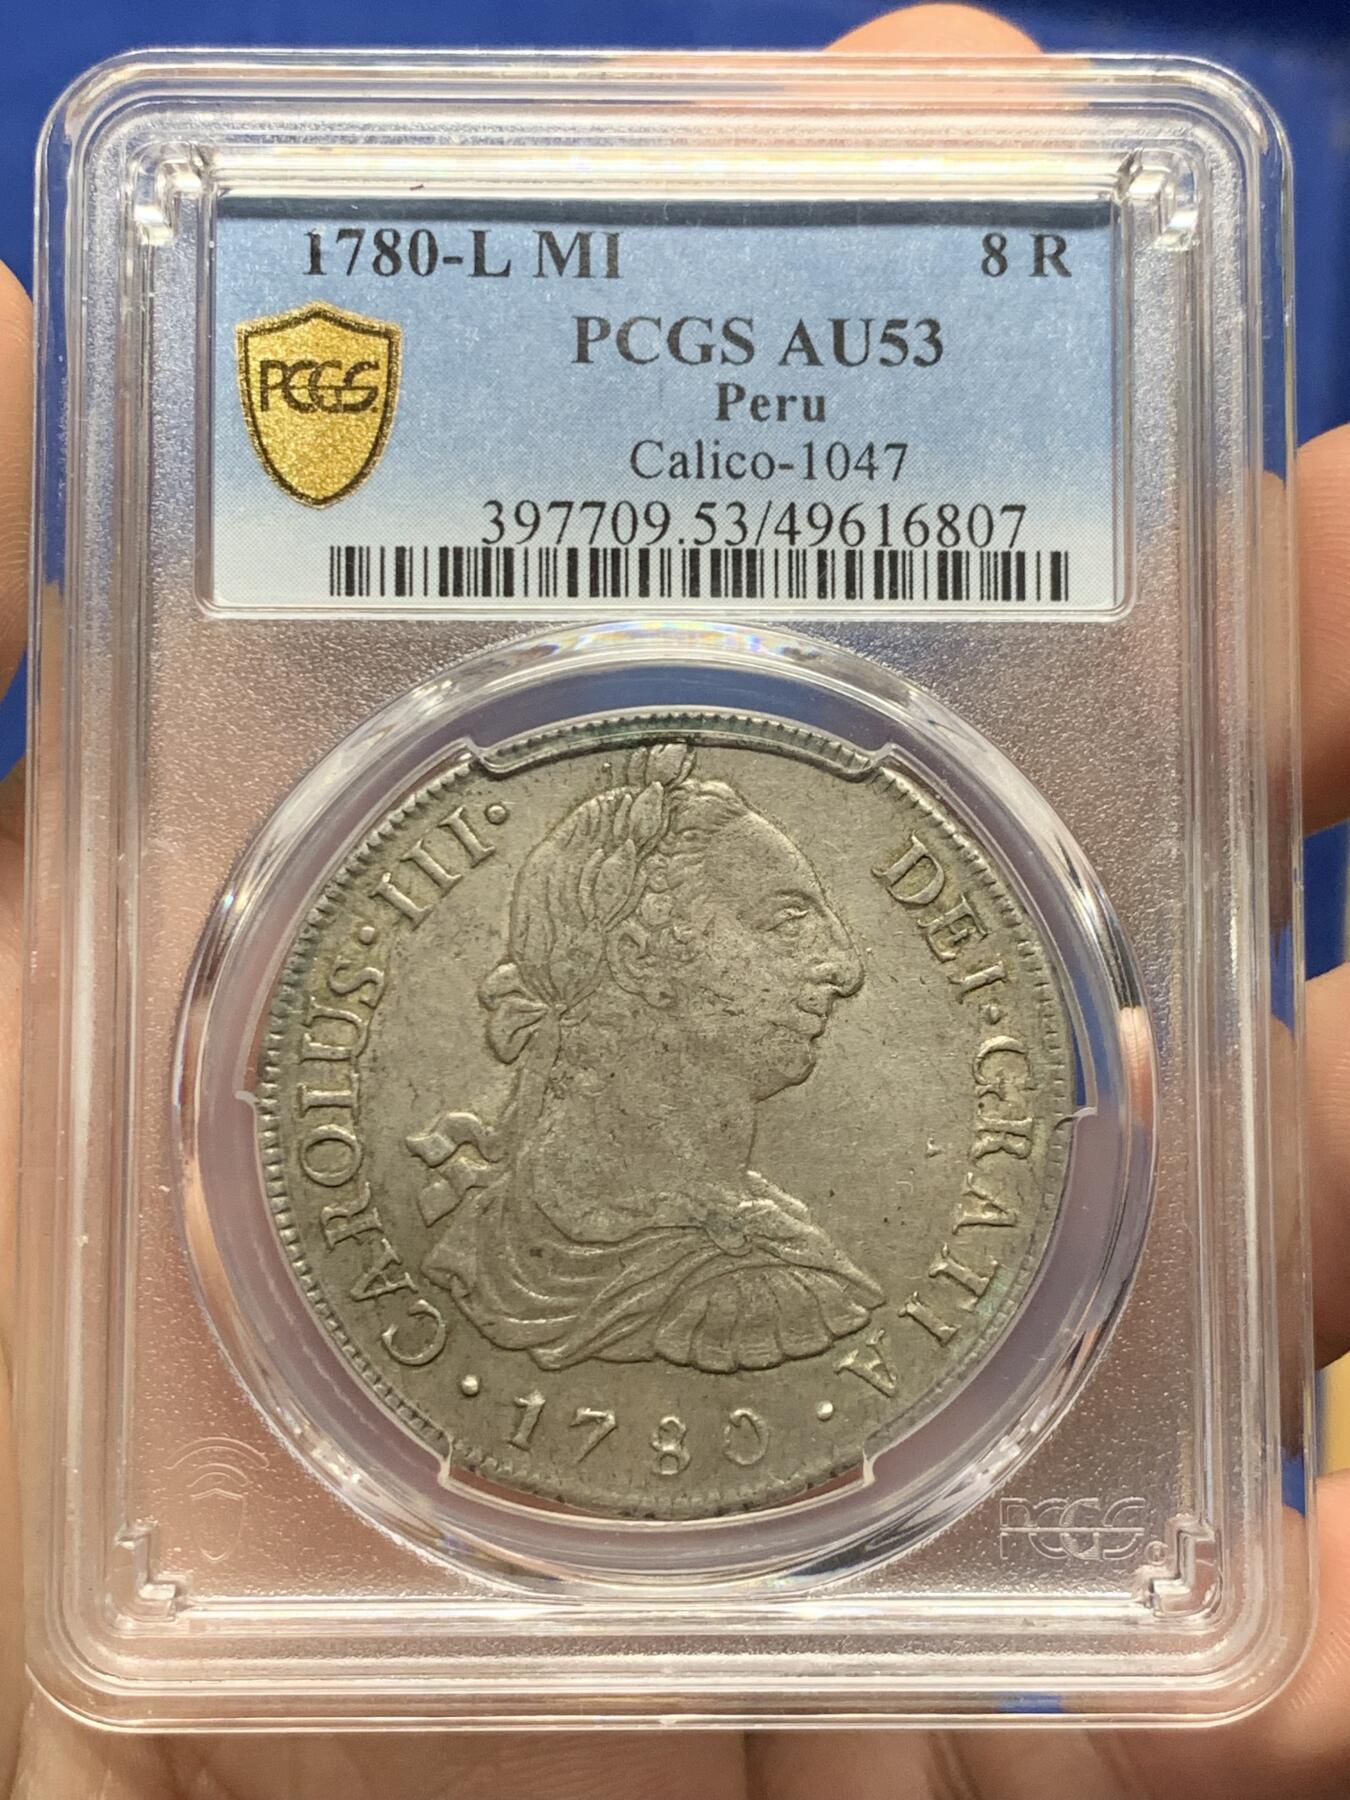 1780-L MI 8 R
PCGS AU53
PCGS
Peru
Calico-1047
397709.53/49616807
CAROLUS·III· DEI·GRATIA
·1780·
PCGS